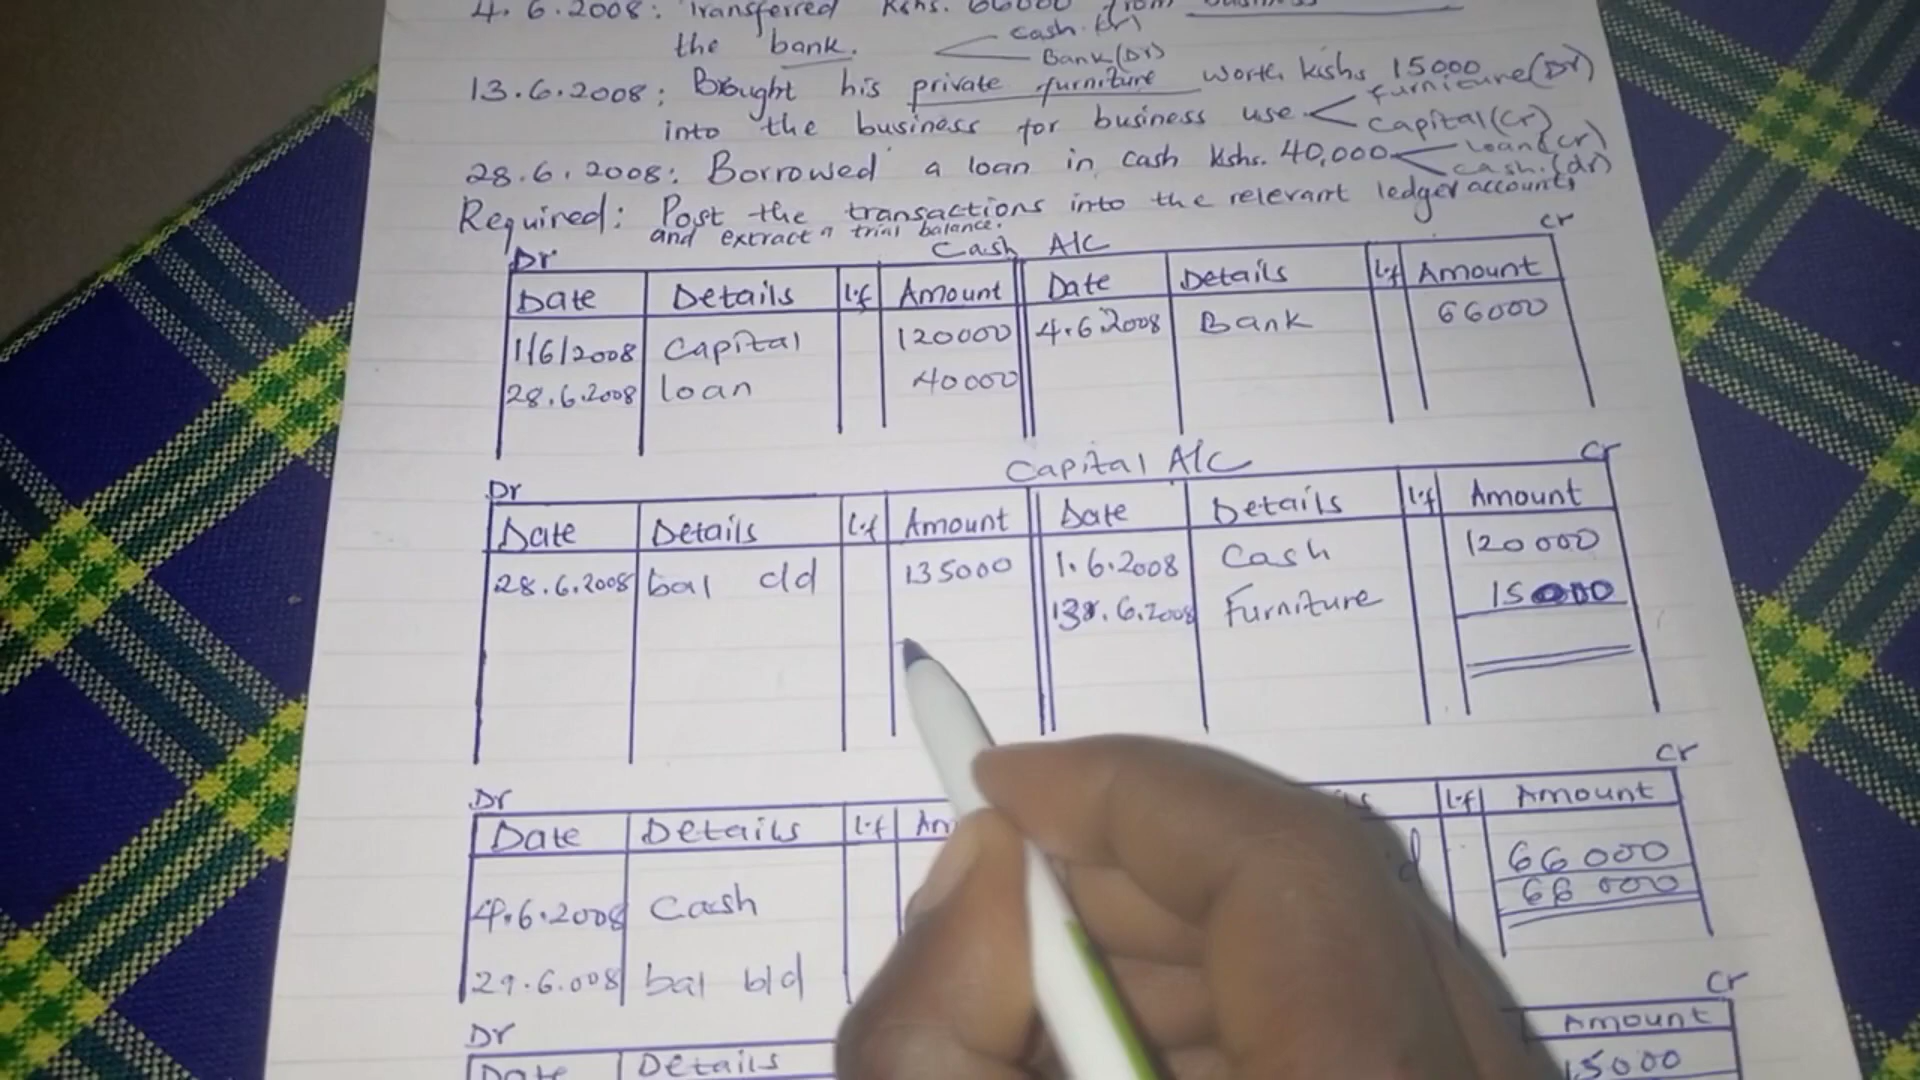 4. 6.2008: Transferred Kshs. 66000 from business
the bank. cash (cr)
Bank(Dr)
13.6.2008: Brought his private furniture worth kishs 15000
furniture(Dr)
into the business for business use capital(cr)
28.6.2008: Borrowed a loan in cash kshs. 40,000 loan(cr)
cash.(dr)
Required: Post the transactions into the relevant ledger accounts
and extract a trial balance.
Dr Cash A/C cr
Date Details l.f Amount Date Details l.f Amount
1/6/2008 Capital 120000 4.6.2008 Bank 66000
28.6.2008 loan 40000
Dr Capital A/C cr
Date Details l.f Amount Date Details l.f Amount
28.6.2008 bal c/d 135000 1.6.2008 Cash 120000
13.6.2008 Furniture 15000
Dr cr
Date Details l.f l.f Amount
4.6.2008 Cash 66000
66000
29.6.008 bal b/d
Dr cr
Date Details Amount
15000